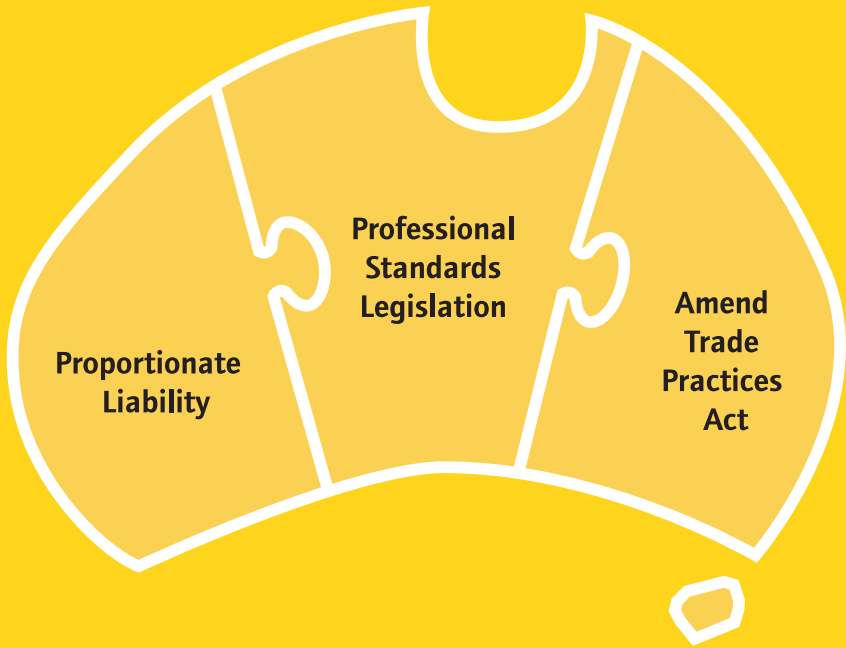 Proportionate
Liability
Professional
Standards
Legislation
Amend
Trade
Practices
Act